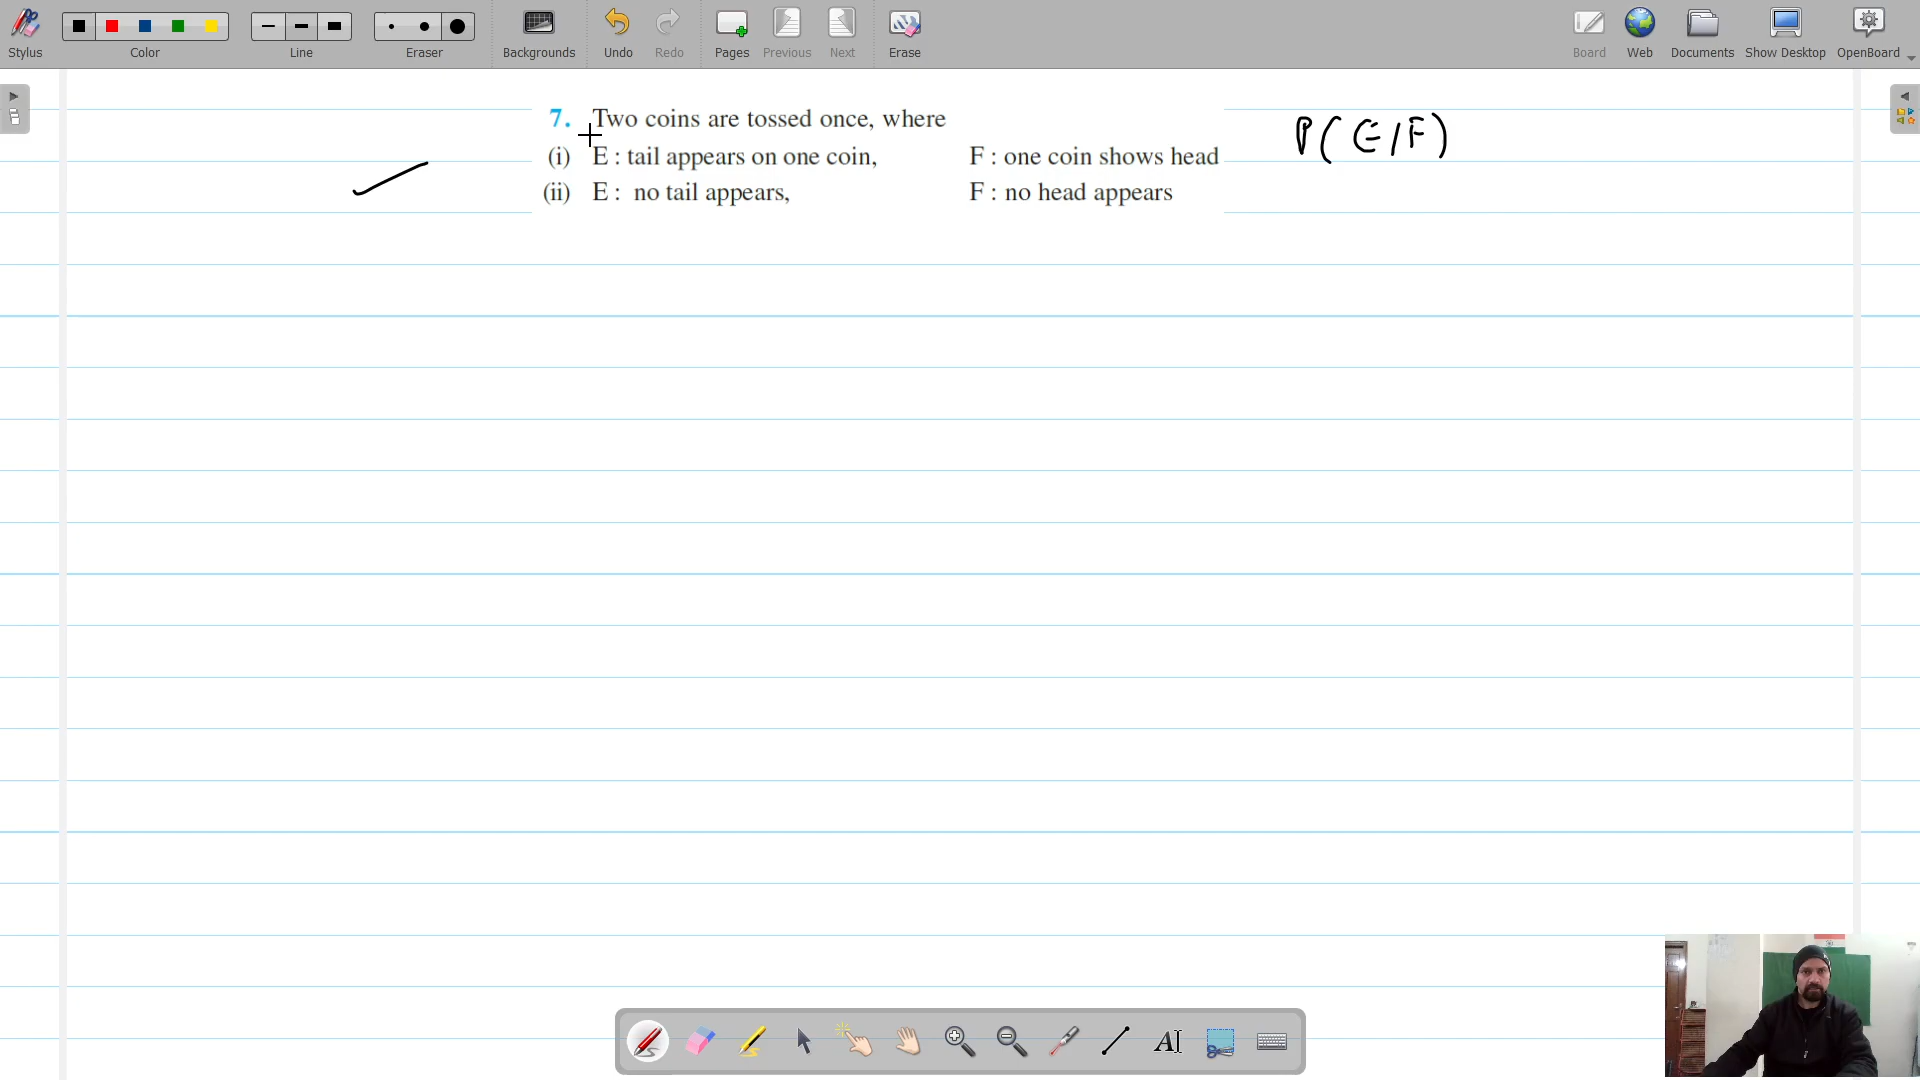 Stylus
Color
Line
Eraser
Backgrounds
Undo
Redo
Pages
Previous
Next
Erase
Board
Web
Documents
Show Desktop
OpenBoard
7. Two coins are tossed once, where
(i) E : tail appears on one coin, F : one coin shows head
(ii) E : no tail appears, F : no head appears
P(E/F)